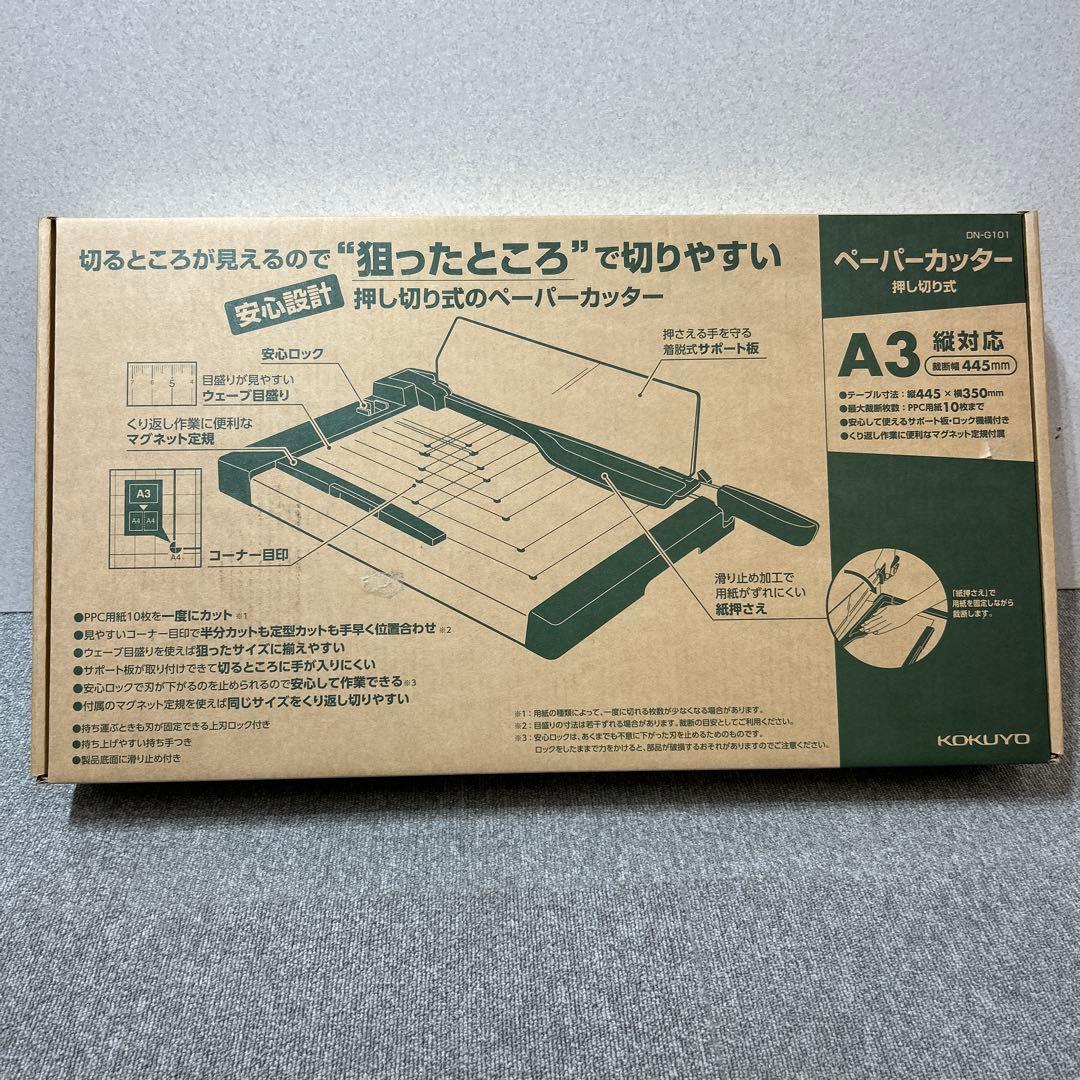 切るところが見えるので“狙ったところ”で切りやすい
安心設計 押し切り式のペーパーカッター
押さえる手を守る
着脱式サポート板
安心ロック
7 6 5 4
目盛りが見やすい
ウェーブ目盛り
くり返し作業に便利な
マグネット定規
A3
A4 A4
A4
コーナー目印
滑り止め加工で
用紙がずれにくい
紙押さえ
●PPC用紙10枚を一度にカット※1
●見やすいコーナー目印で半分カットも定型カットも手早く位置合わせ※2
●ウェーブ目盛りを使えば狙ったサイズに揃えやすい
●サポート板が取り付けできて切るところに手が入りにくい
●安心ロックで刃が下がるのを止められるので安心して作業できる※3
●付属のマグネット定規を使えば同じサイズをくり返し切りやすい
●持ち運ぶときも刃が固定できる上刃ロック付き
●持ち上げやすい持ち手つき
●製品底面に滑り止め付き
※1：用紙の種類によって、一度に切れる枚数が少なくなる場合があります。
※2：目盛りの寸法は若干ずれる場合があります。裁断の目安としてご利用ください。
※3：安心ロックは、あくまでも不意に下がった刃を止めるためのものです。
ロックをしたままで力をかけると、部品が破損するおそれがありますのでご注意ください。
DN-G101
ペーパーカッター
押し切り式
A3 縦対応
裁断幅 445mm
●テーブル寸法：縦445×横350mm
●最大裁断枚数：PPC用紙10枚まで
●安心して使えるサポート板・ロック機構付き
●くり返し作業に便利なマグネット定規付属
「紙押さえ」で
用紙を固定しながら
裁断します。
KOKUYO